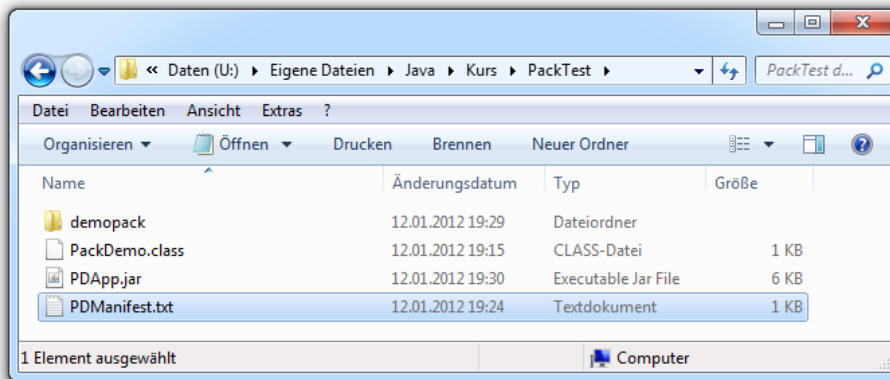 « Daten (U:) ▸ Eigene Dateien ▸ Java ▸ Kurs ▸ PackTest ▸ PackTest d...
Datei Bearbeiten Ansicht Extras ?
Organisieren Öffnen Drucken Brennen Neuer Ordner
Name Änderungsdatum Typ Größe
demopack 12.01.2012 19:29 Dateiordner
PackDemo.class 12.01.2012 19:15 CLASS-Datei 1 KB
PDApp.jar 12.01.2012 19:30 Executable Jar File 6 KB
PDManifest.txt 12.01.2012 19:24 Textdokument 1 KB
1 Element ausgewählt Computer